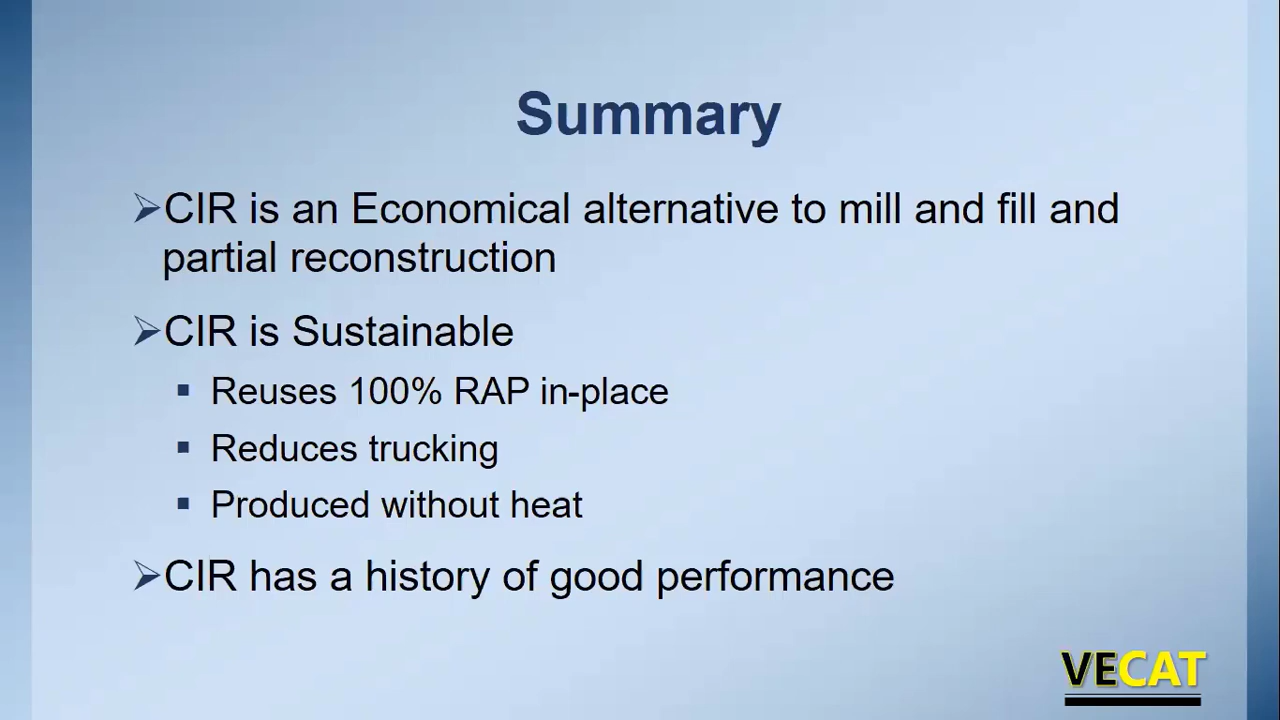 Summary
CIR is an Economical alternative to mill and fill and
partial reconstruction
CIR is Sustainable
Reuses 100% RAP in-place
Reduces trucking
Produced without heat
CIR has a history of good performance
VECAT